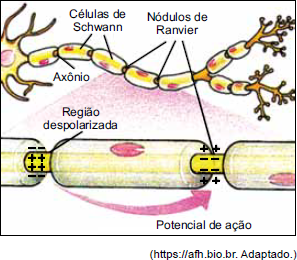 Células de
Schwann
Nódulos de
Ranvier
Axônio
Região
despolarizada
– – –
+ + +
+ + +
– – –
+ +
– – –
– – –
+ +
Potencial de ação
(https://afh.bio.br. Adaptado.)